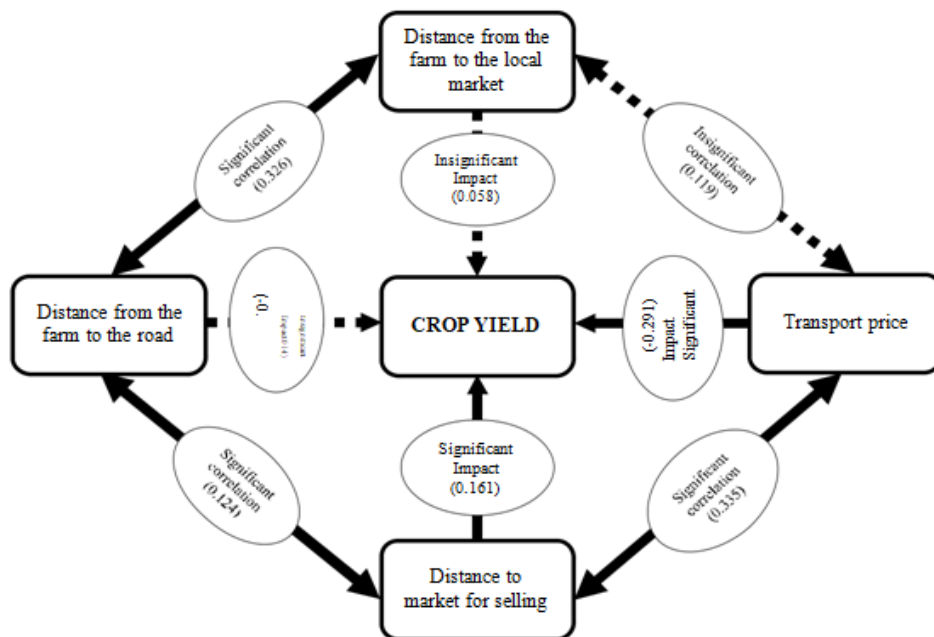 Distance from the
farm to the local
market
Significant
correlation
(0.326)
Insignificant
correlation
(0.119)
Insignificant
Impact
(0.058)
Distance from the
farm to the road
(-0.
CROP YIELD
(-0.291)
Impact
Significant
Transport price
Significant
correlation
(0.124)
Significant
Impact
(0.161)
Significant
correlation
(0.335)
Distance to
market for selling